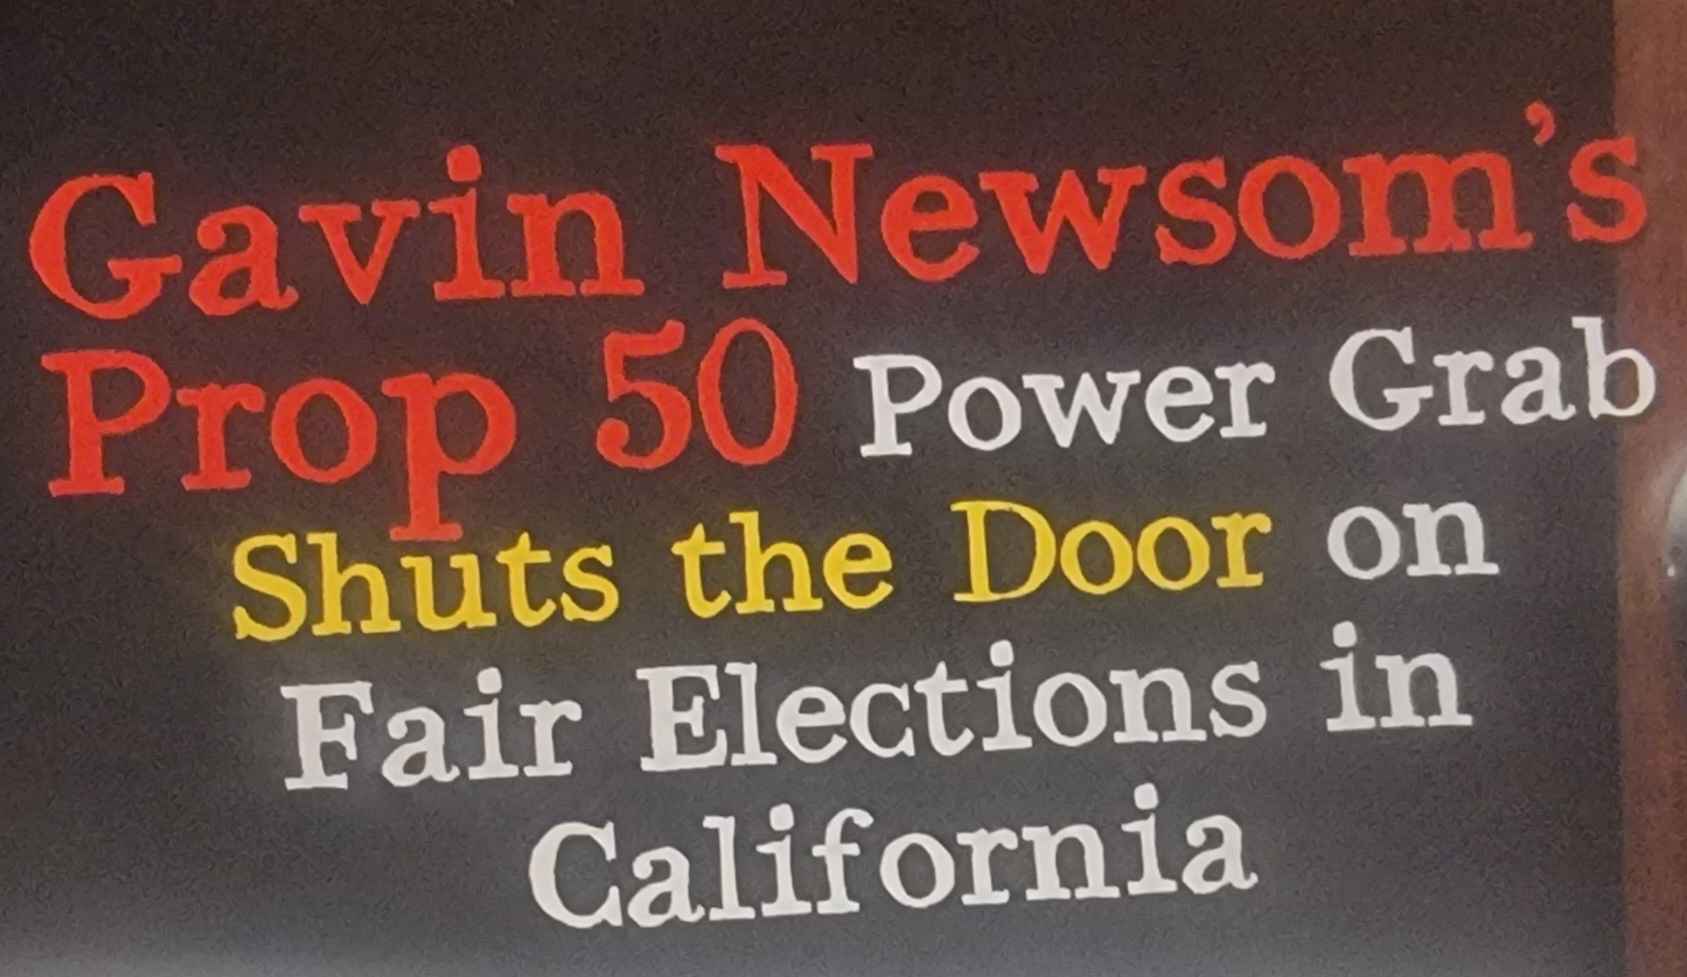 Gavin Newsom's
Prop 50 Power Grab
Shuts the Door on
Fair Elections in
California